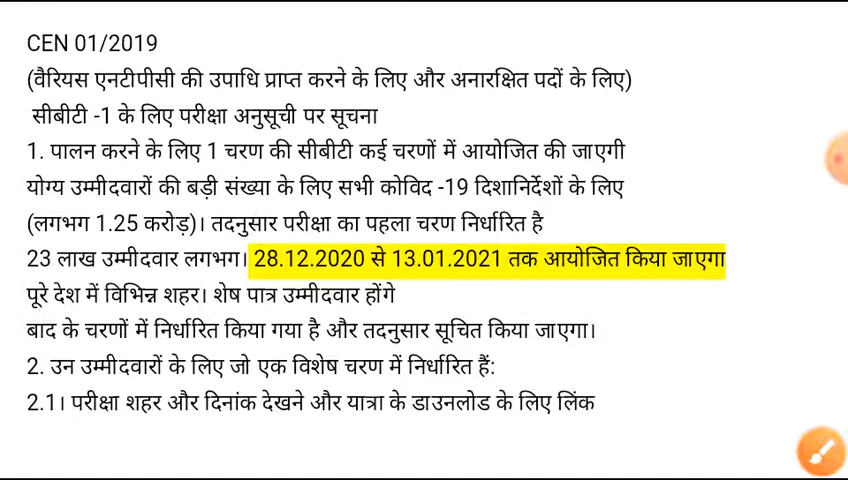 CEN 01/2019
(वैरियस एनटीपीसी की उपाधि प्राप्त करने के लिए और अनारक्षित पदों के लिए)
सीबीटी -1 के लिए परीक्षा अनुसूची पर सूचना
1. पालन करने के लिए 1 चरण की सीबीटी कई चरणों में आयोजित की जाएगी
योग्य उम्मीदवारों की बड़ी संख्या के लिए सभी कोविद -19 दिशानिर्देशों के लिए
(लगभग 1.25 करोड़)। तदनुसार परीक्षा का पहला चरण निर्धारित है
23 लाख उम्मीदवार लगभग। 28.12.2020 से 13.01.2021 तक आयोजित किया जाएगा
पूरे देश में विभिन्न शहर। शेष पात्र उम्मीदवार होंगे
बाद के चरणों में निर्धारित किया गया है और तदनुसार सूचित किया जाएगा।
2. उन उम्मीदवारों के लिए जो एक विशेष चरण में निर्धारित हैं:
2.1। परीक्षा शहर और दिनांक देखने और यात्रा के डाउनलोड के लिए लिंक